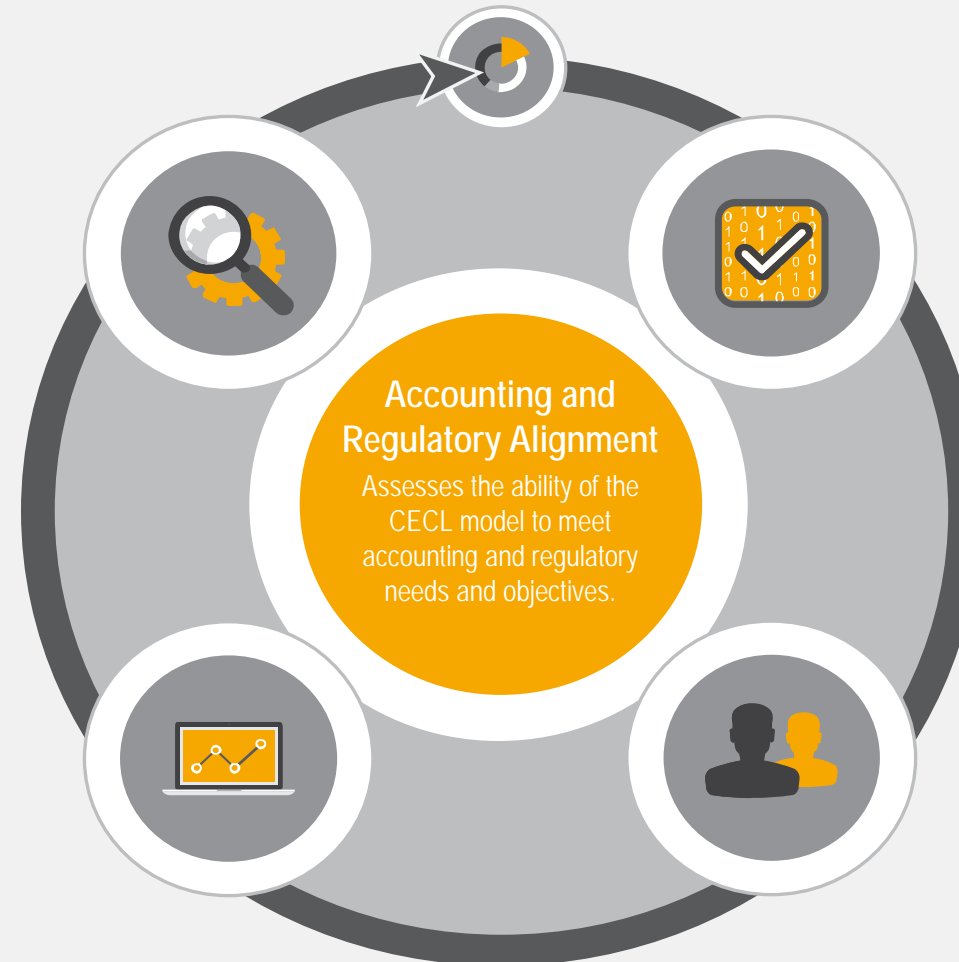 Accounting and
Regulatory Alignment
Assesses the ability of the
CECL model to meet
accounting and regulatory
needs and objectives.